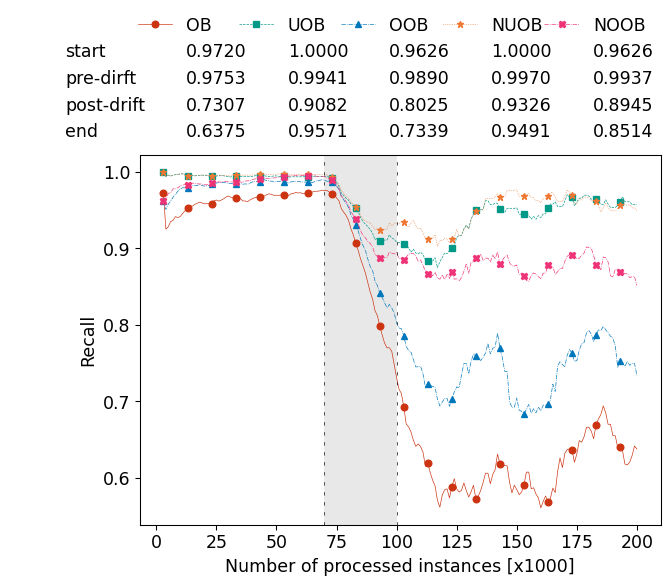 OB UOB OOB NUOB NOOB
start 0.9720 1.0000 0.9626 1.0000 0.9626
pre-dirft 0.9753 0.9941 0.9890 0.9970 0.9937
post-drift 0.7307 0.9082 0.8025 0.9326 0.8945
end 0.6375 0.9571 0.7339 0.9491 0.8514
1.0
0.9
0.8
0.7
0.6
Recall
0 25 50 75 100 125 150 175 200
Number of processed instances [x1000]